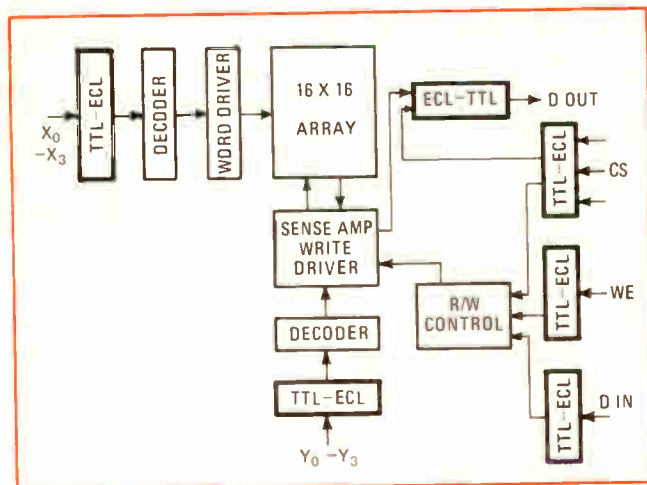 X₀
-X₃
TTL-ECL
DECODER
WORD DRIVER
16 X 16
ARRAY
ECL-TTL
D OUT
TTL-ECL
CS
SENSE AMP
WRITE
DRIVER
R/W
CONTROL
TTL-ECL
WE
DECODER
TTL-ECL
Y₀ -Y₃
TTL-ECL
D IN